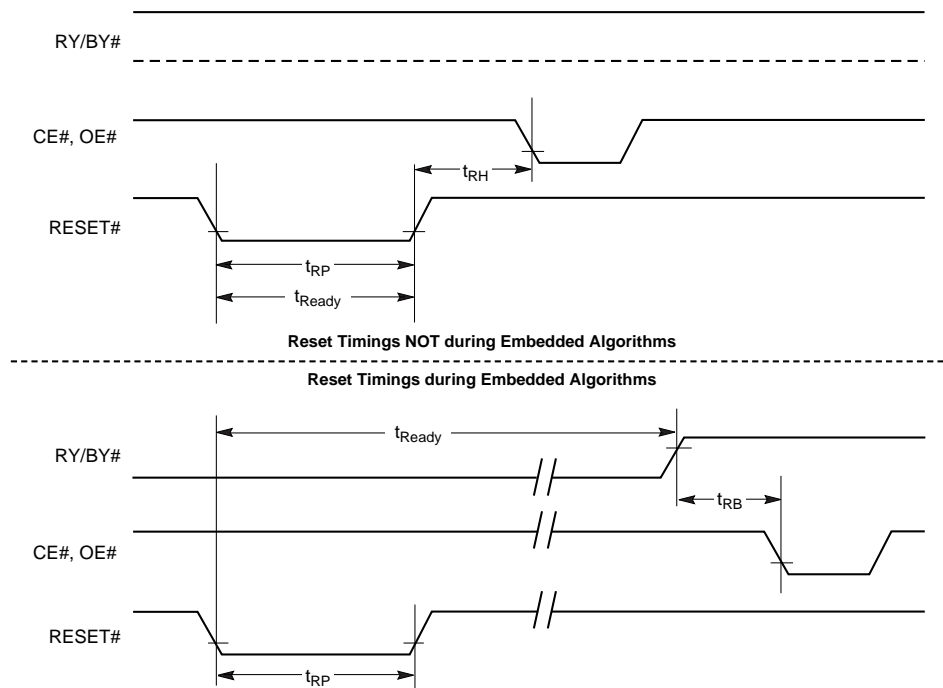 RY/BY#
CE#, OE#
tRH
RESET#
tRP
tReady
Reset Timings NOT during Embedded Algorithms
Reset Timings during Embedded Algorithms
tReady
RY/BY#
tRB
CE#, OE#
RESET#
tRP